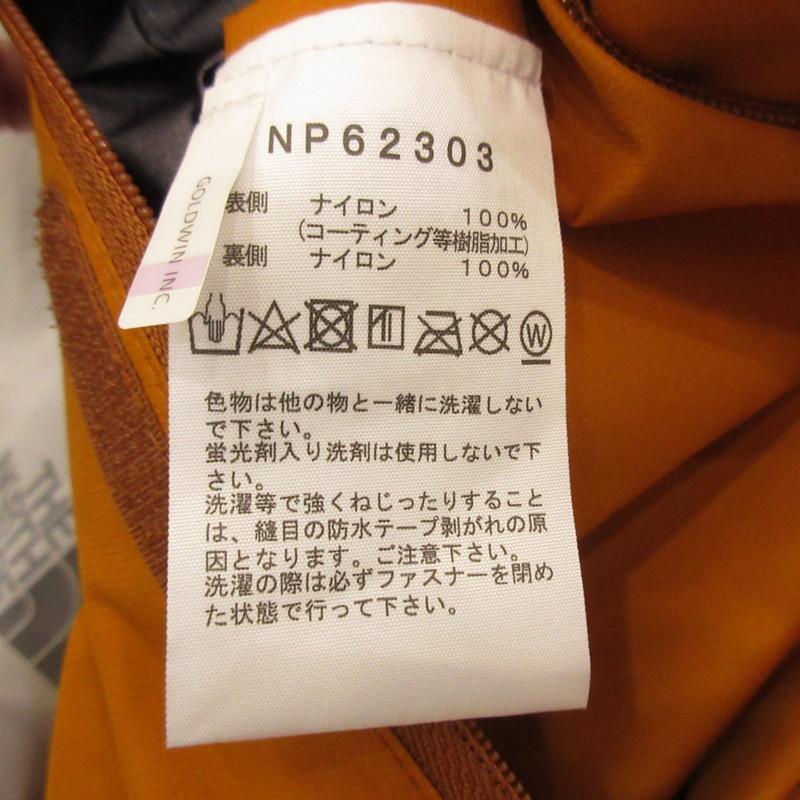 NP62303
GOLDWIN INC.
表側 ナイロン 100%
(コーティング等樹脂加工)
裏側 ナイロン 100%
W
色物は他の物と一緒に洗濯しない
で下さい。
蛍光剤入り洗剤は使用しないで下
さい。
洗濯等で強くねじったりすること
は、縫目の防水テープ剥がれの原
因となります。ご注意下さい。
洗濯の際は必ずファスナーを閉め
た状態で行って下さい。
THE